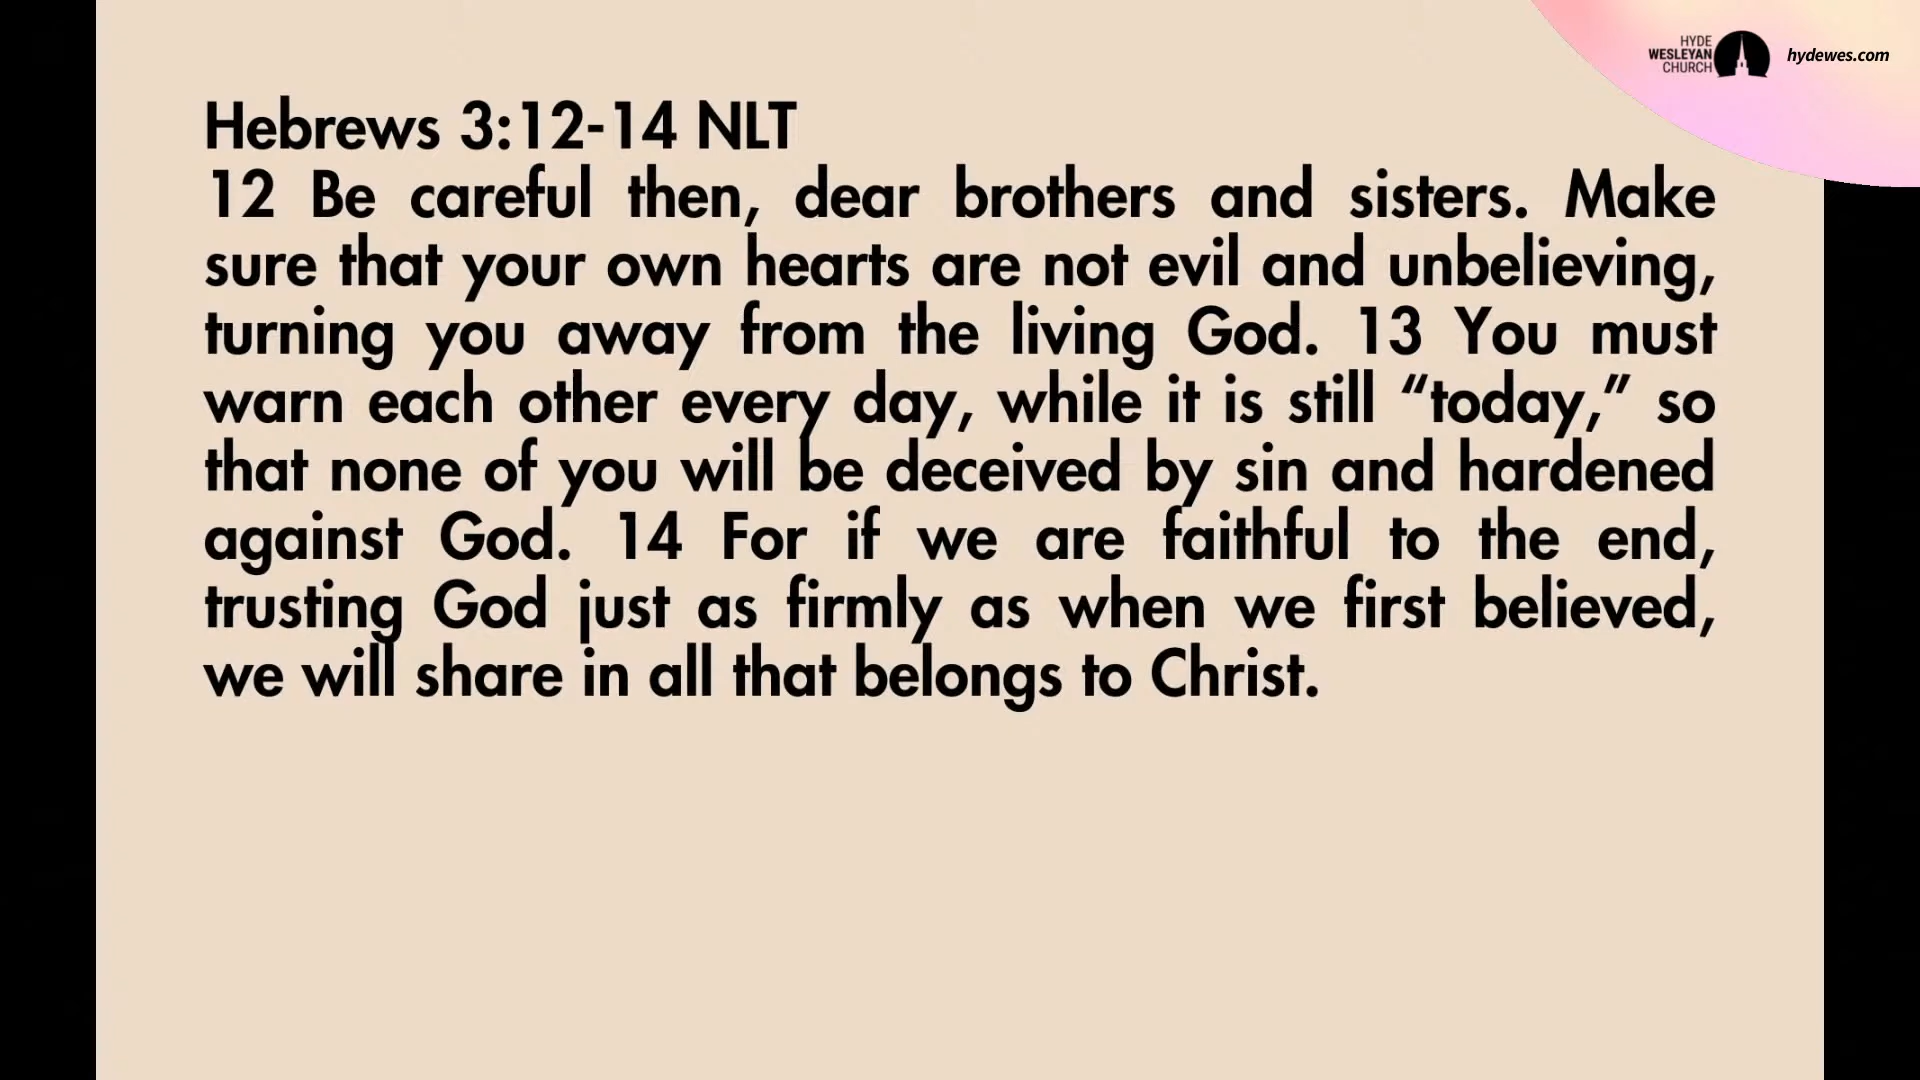 HYDE
WESLEYAN
CHURCH
hydewes.com
Hebrews 3:12-14 NLT
12 Be careful then, dear brothers and sisters. Make
sure that your own hearts are not evil and unbelieving,
turning you away from the living God. 13 You must
warn each other every day, while it is still “today,” so
that none of you will be deceived by sin and hardened
against God. 14 For if we are faithful to the end,
trusting God just as firmly as when we first believed,
we will share in all that belongs to Christ.